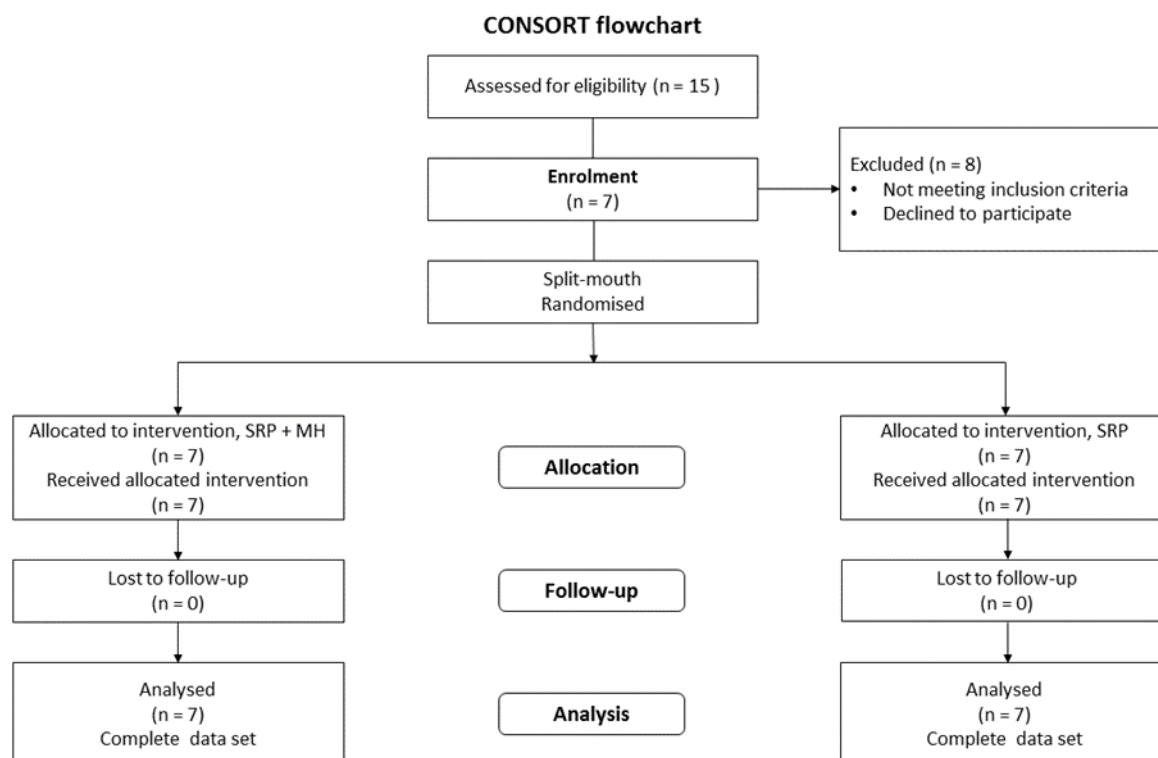 CONSORT flowchart
Assessed for eligibility (n = 15 )
Enrolment
(n = 7)
Excluded (n = 8)
• Not meeting inclusion criteria
• Declined to participate
Split-mouth
Randomised
Allocated to intervention, SRP + MH
(n = 7)
Received allocated intervention
(n = 7)
Allocation
Allocated to intervention, SRP
(n = 7)
Received allocated intervention
(n = 7)
Lost to follow-up
(n = 0)
Follow-up
Lost to follow-up
(n = 0)
Analysed
(n = 7)
Complete data set
Analysis
Analysed
(n = 7)
Complete data set